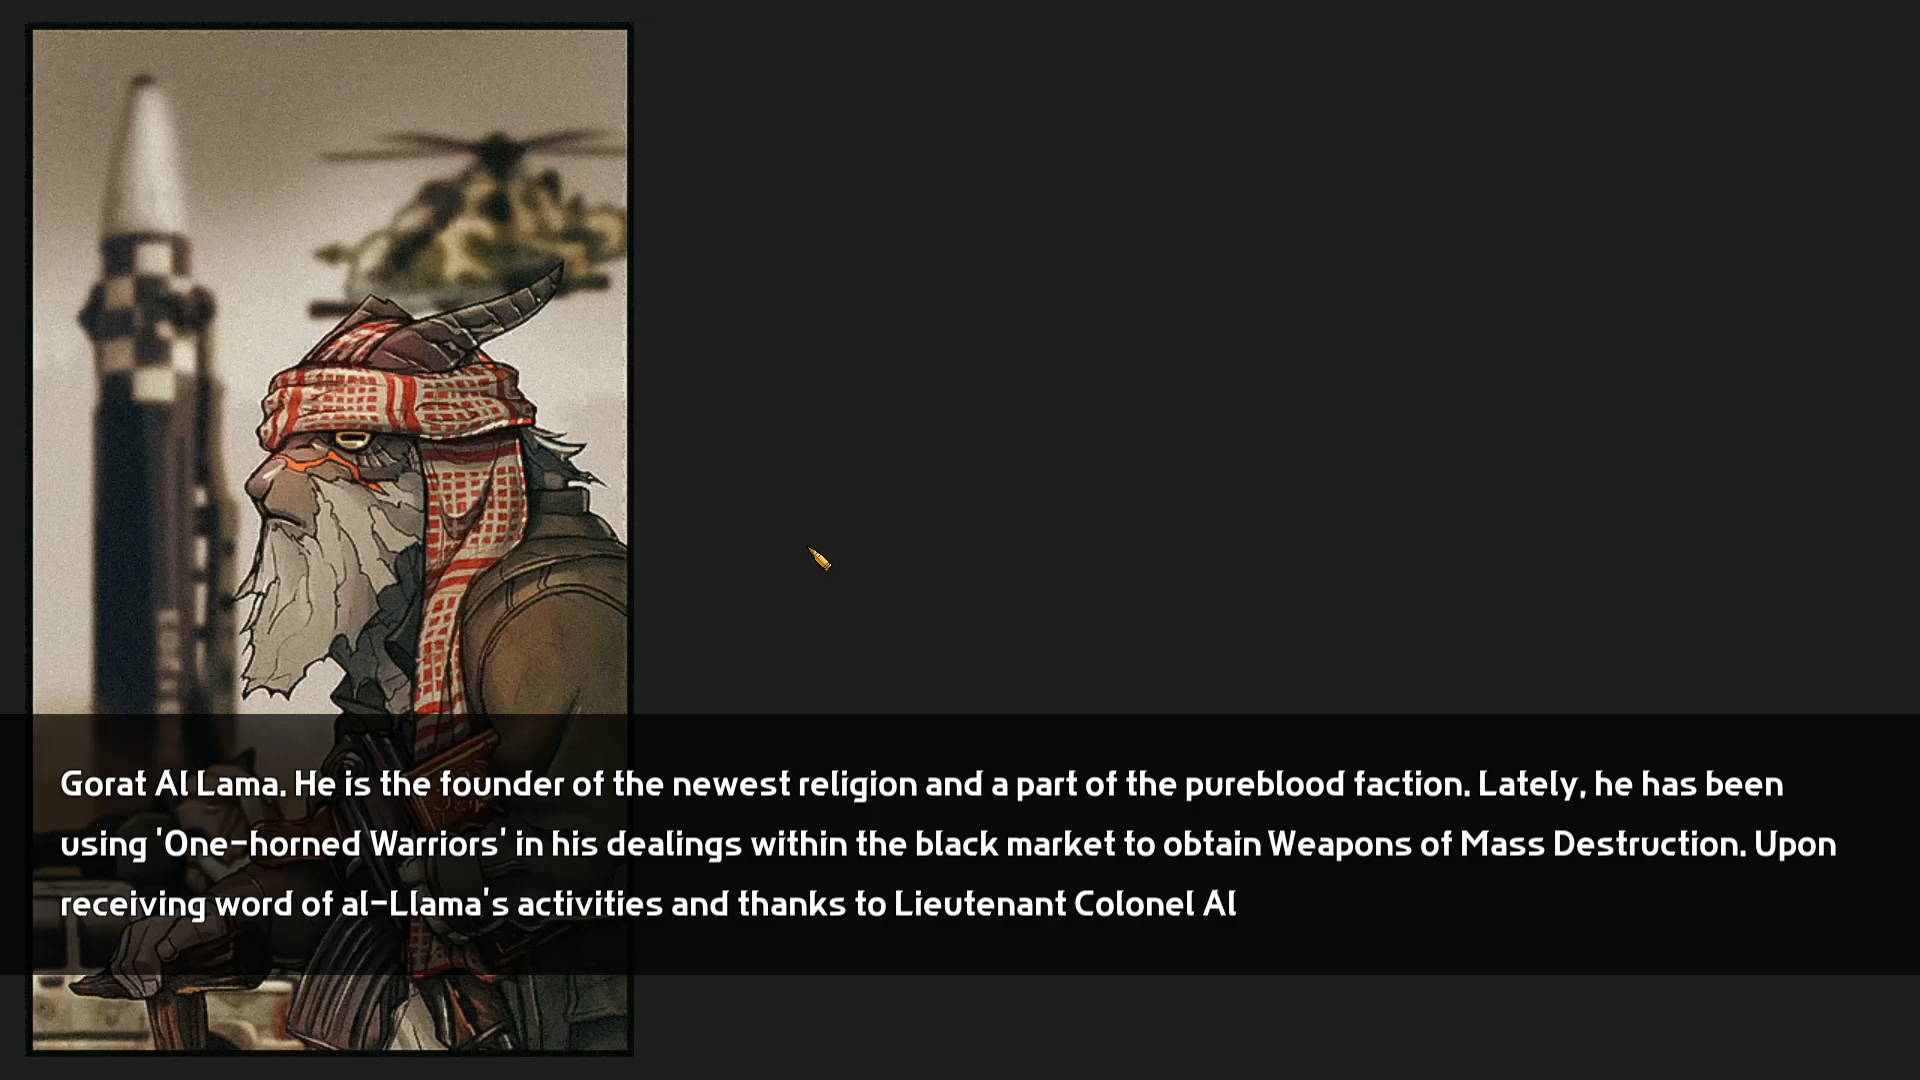 Gorat Al Lama. He is the founder of the newest religion and a part of the pureblood faction. Lately, he has been
using 'One-horned Warriors' in his dealings within the black market to obtain Weapons of Mass Destruction. Upon
receiving word of al-Llama's activities and thanks to Lieutenant Colonel Al